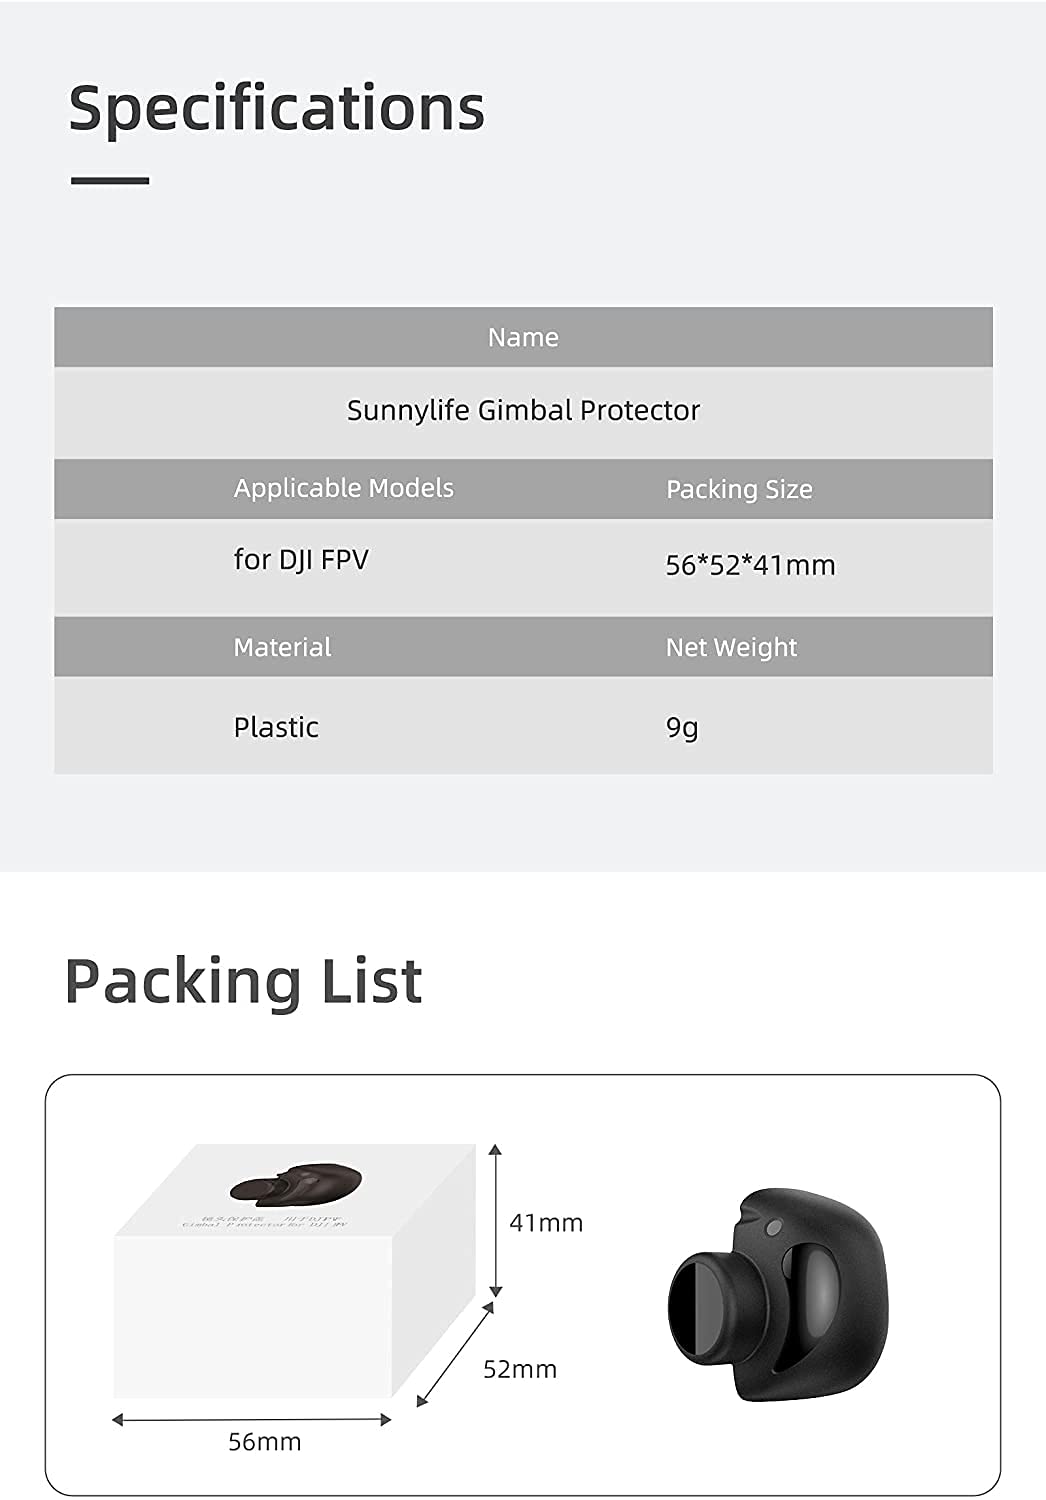 Specifications
Name
Sunnylife Gimbal Protector
Applicable Models
Packing Size
for DJI FPV
56*52*41mm
Material
Net Weight
Plastic
9g
Packing List
Gimbal Protector for DJI FPV
41mm
52mm
56mm